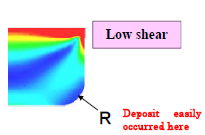 Low shear
R
Deposit easily
occurred here